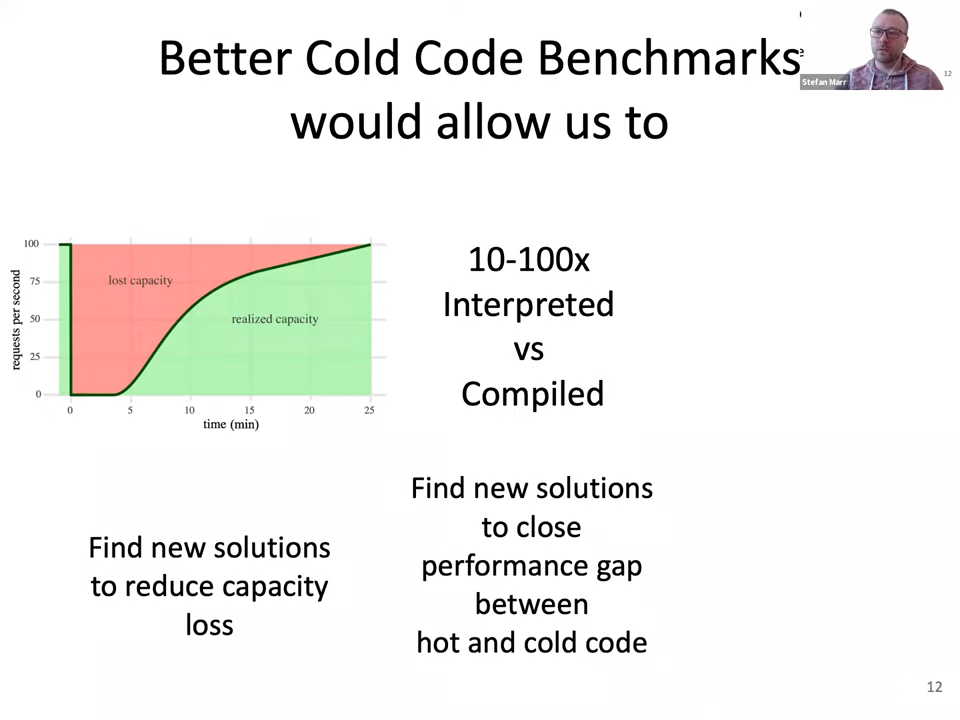 Better Cold Code Benchmarks
would allow us to
e
Stefan Marr
12
100
75
50
25
0
requests per second
lost capacity
realized capacity
0 5 10 15 20 25
time (min)
10-100x
Interpreted
vs
Compiled
Find new solutions
to reduce capacity
loss
Find new solutions
to close
performance gap
between
hot and cold code
12